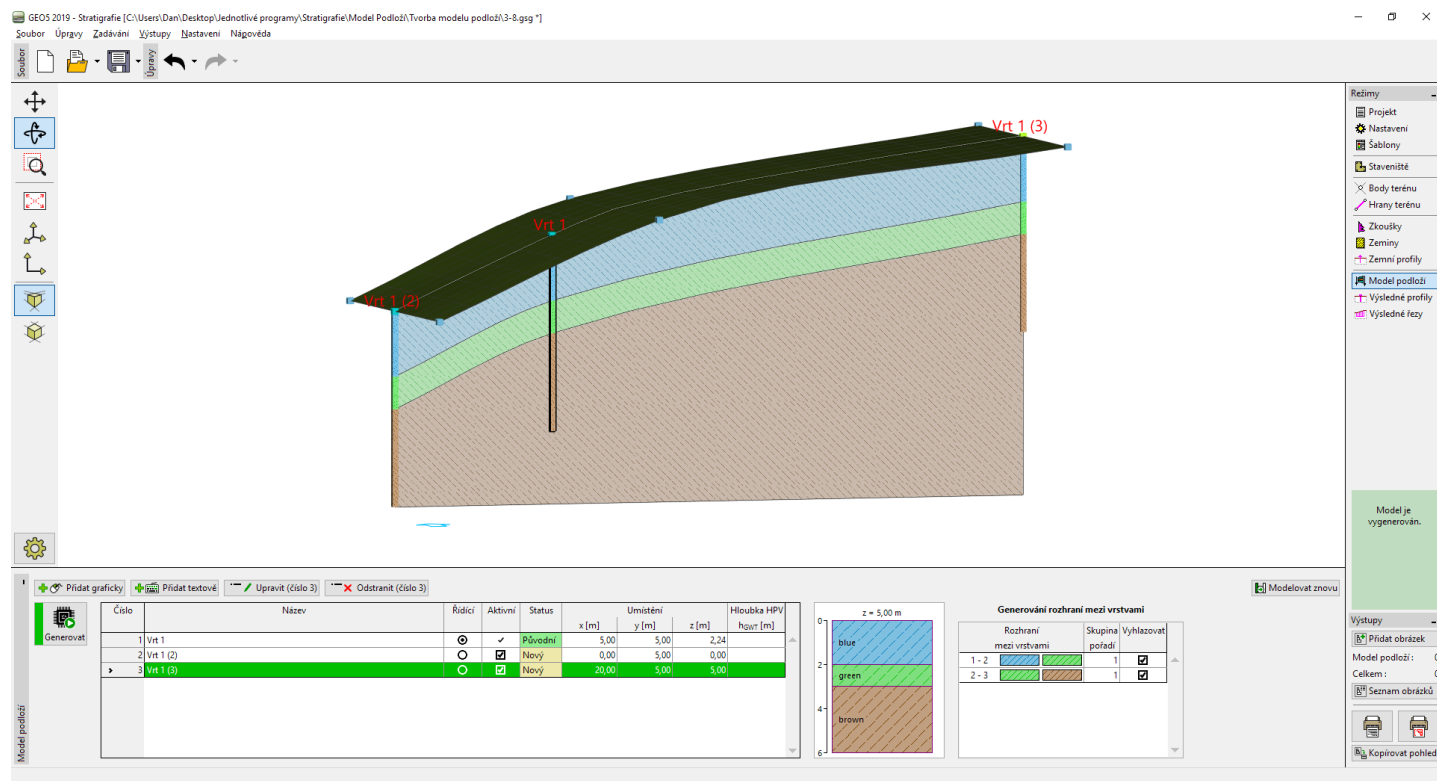 GEO5 2019 - Stratigrafie [C:\Users\Dan\Desktop\Jednotlivé programy\Stratigrafie\Model Podloží\Tvorba modelu podloží\3-8.gsg *]
Soubor Úpravy Zadávání Výstupy Nastavení Nápověda
Soubor
Úpravy
Vrt 1 (3)
Vrt 1
Vrt 1 (2)
Režimy
Projekt
Nastavení
Šablony
Staveniště
Body terénu
Hrany terénu
Zkoušky
Zeminy
Zemní profily
Model podloží
Výsledné profily
Výsledné řezy
Model je
vygenerován.
Přidat graficky Přidat textově Upravit (číslo 3) Odstranit (číslo 3) Modelovat znovu
Generovat
Číslo Název Řídící Aktivní Status Umístění Hloubka HPV
x [m] y [m] z [m] hGWT [m]
1 Vrt 1 Původní 5,00 5,00 2,24
2 Vrt 1 (2) Nový 0,00 5,00 0,00
> 3 Vrt 1 (3) Nový 20,00 5,00 5,00
z = 5,00 m
0
blue
2
green
4
brown
6
Generování rozhraní mezi vrstvami
Rozhraní Skupina Vyhlazovat
mezi vrstvami pořadí
1 - 2 1
2 - 3 1
Model podloží
Výstupy
Přidat obrázek
Model podloží : 0
Celkem : 0
Seznam obrázků
Kopírovat pohled